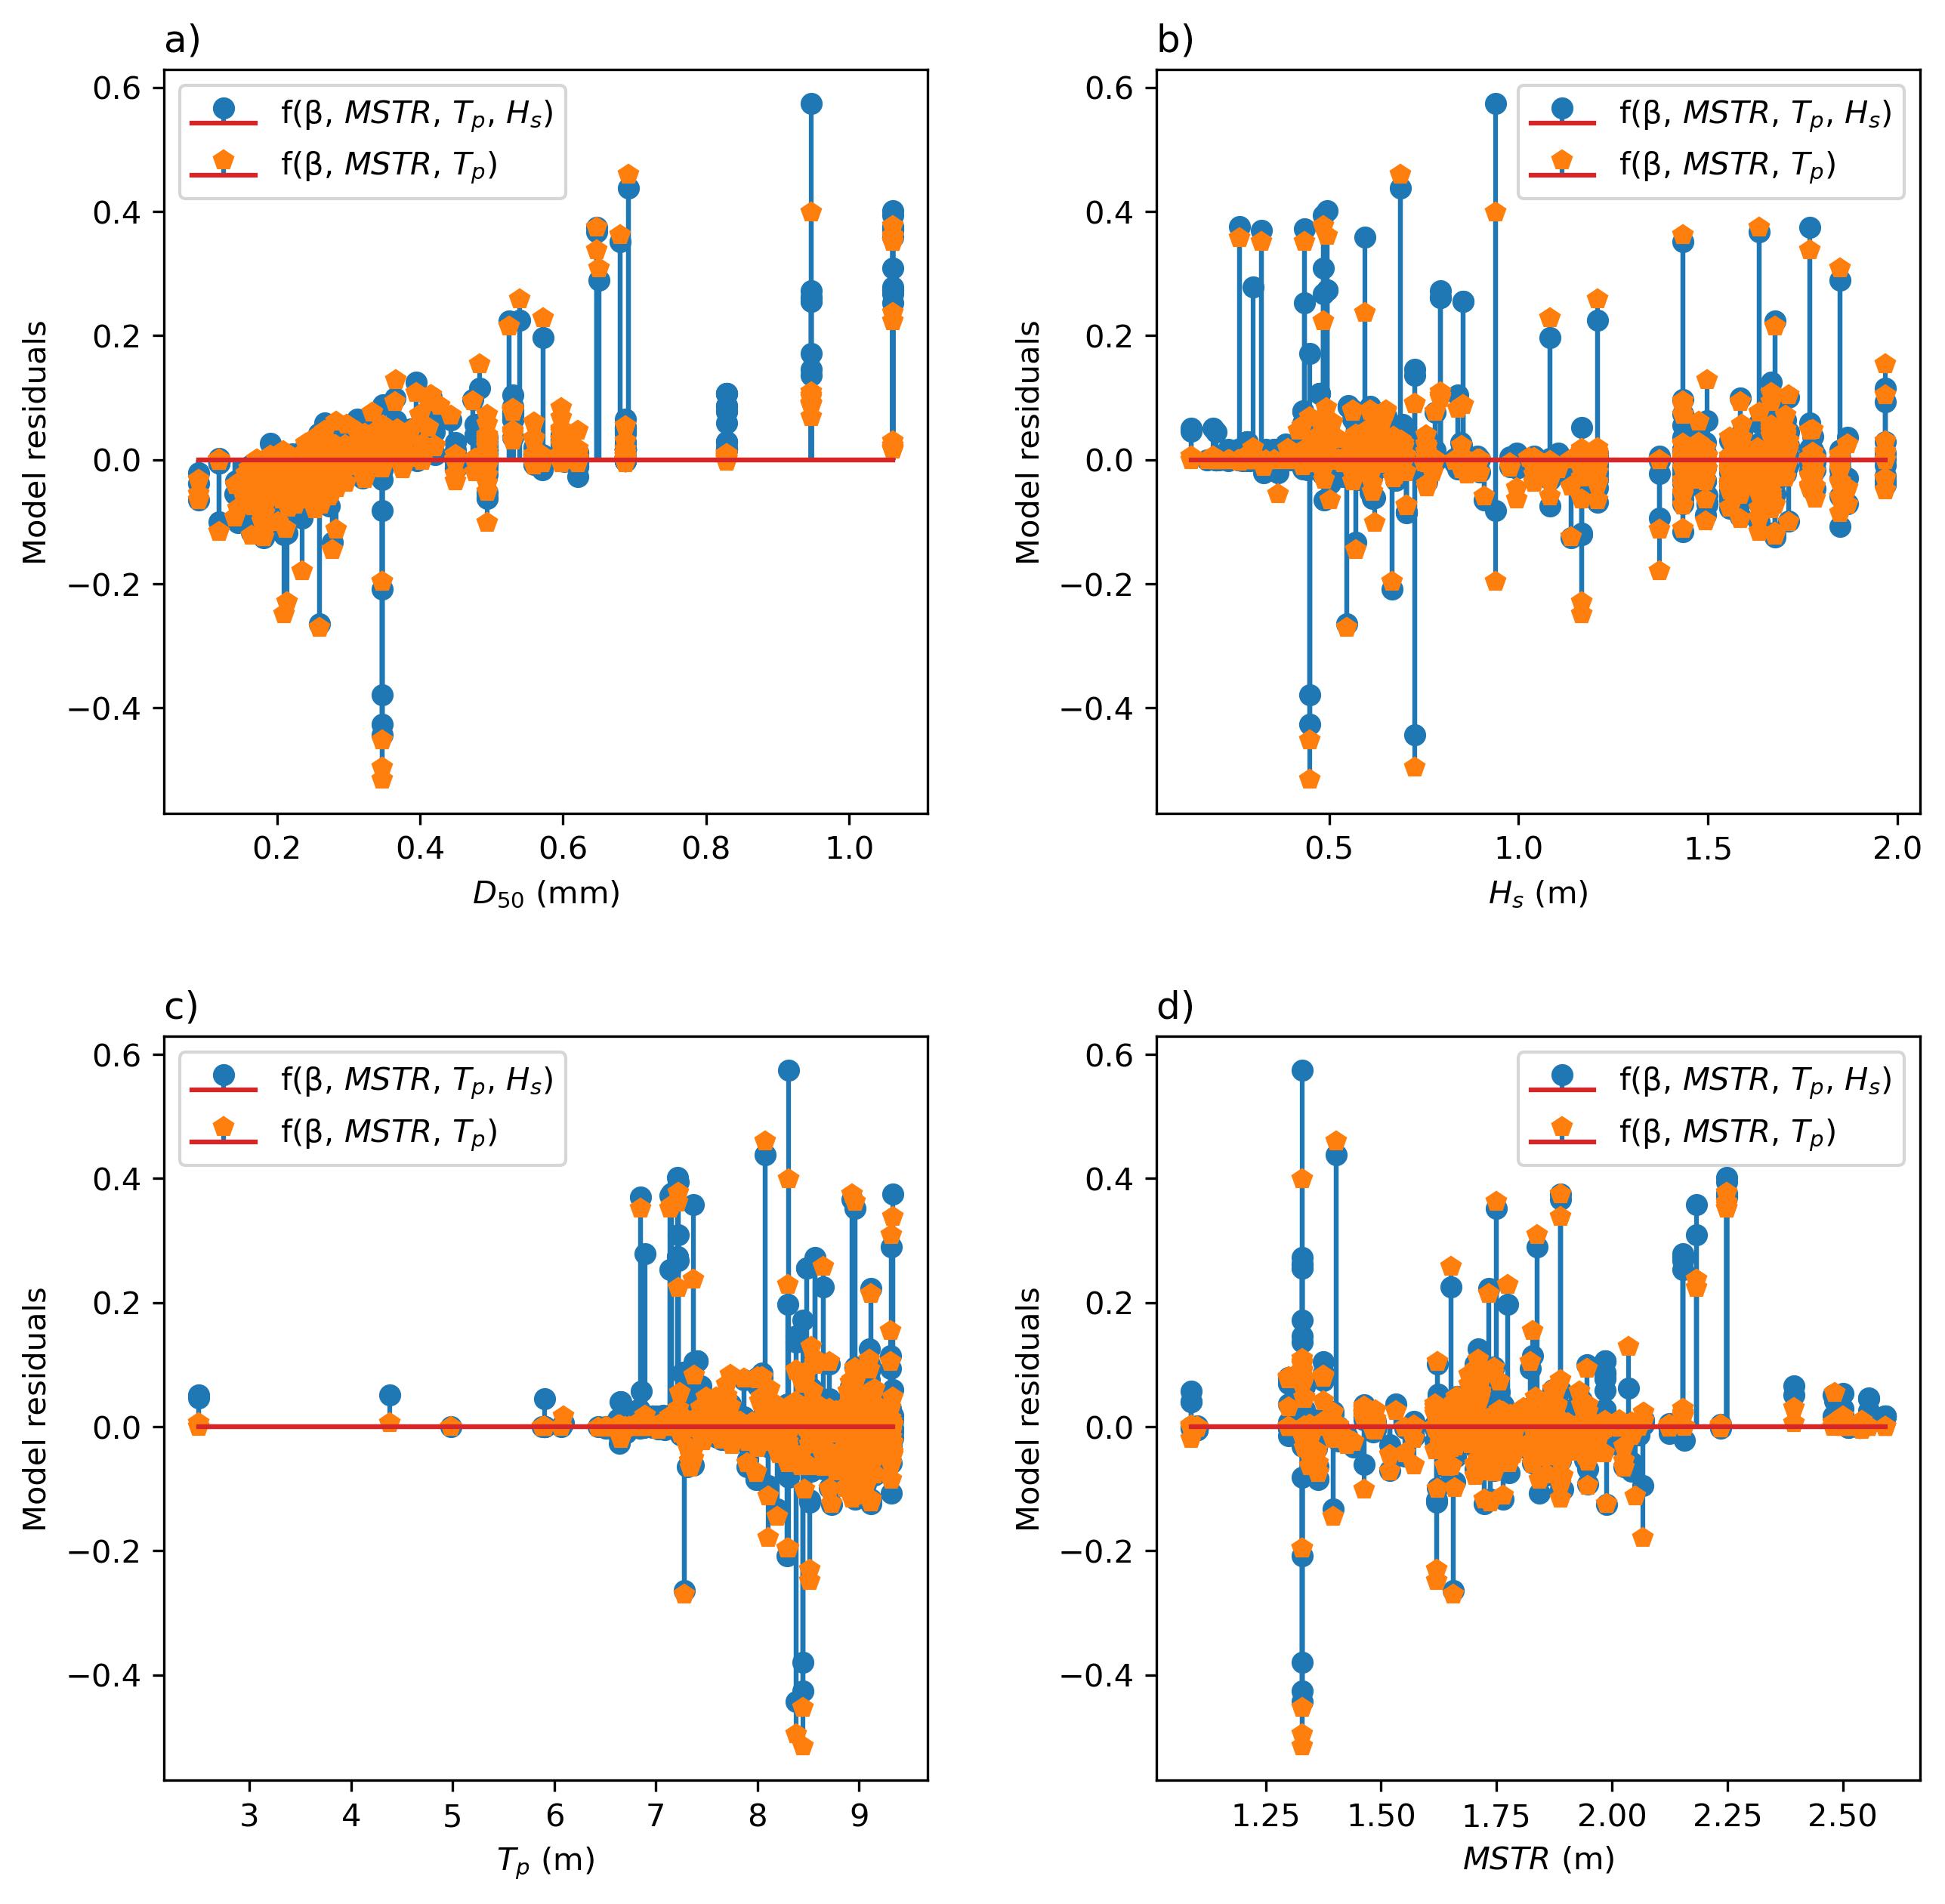 a)
f(β, MSTR, Tp, Hs)
f(β, MSTR, Tp)
0.6
0.4
0.2
0.0
−0.2
−0.4
Model residuals
0.2 0.4 0.6 0.8 1.0
D50 (mm)
b)
f(β, MSTR, Tp, Hs)
f(β, MSTR, Tp)
0.6
0.4
0.2
0.0
−0.2
−0.4
Model residuals
0.5 1.0 1.5 2.0
Hs (m)
c)
f(β, MSTR, Tp, Hs)
f(β, MSTR, Tp)
0.6
0.4
0.2
0.0
−0.2
−0.4
Model residuals
3 4 5 6 7 8 9
Tp (m)
d)
f(β, MSTR, Tp, Hs)
f(β, MSTR, Tp)
0.6
0.4
0.2
0.0
−0.2
−0.4
Model residuals
1.25 1.50 1.75 2.00 2.25 2.50
MSTR (m)